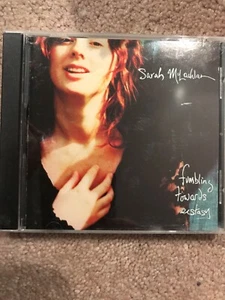 Sarah McLachlan
fumbling
towards
ecstasy